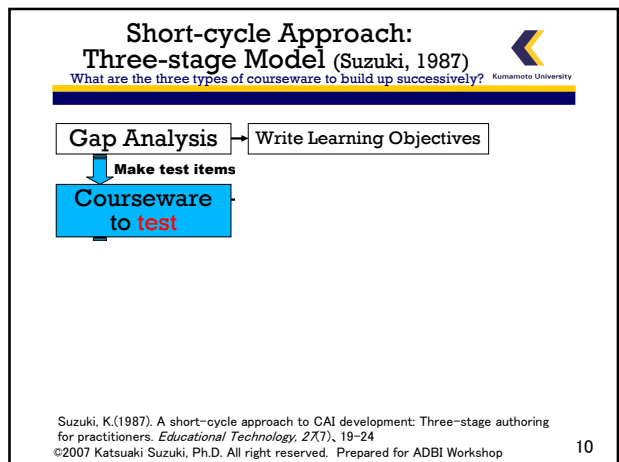 Short-cycle Approach:
Three-stage Model (Suzuki, 1987)
What are the three types of courseware to build up successively?
Kumamoto University
Gap Analysis
Write Learning Objectives
Make test items
Courseware
to test
Suzuki, K.(1987). A short-cycle approach to CAI development: Three-stage authoring
for practitioners. Educational Technology, 27(7)、19-24
©2007 Katsuaki Suzuki, Ph.D. All right reserved. Prepared for ADBI Workshop
10